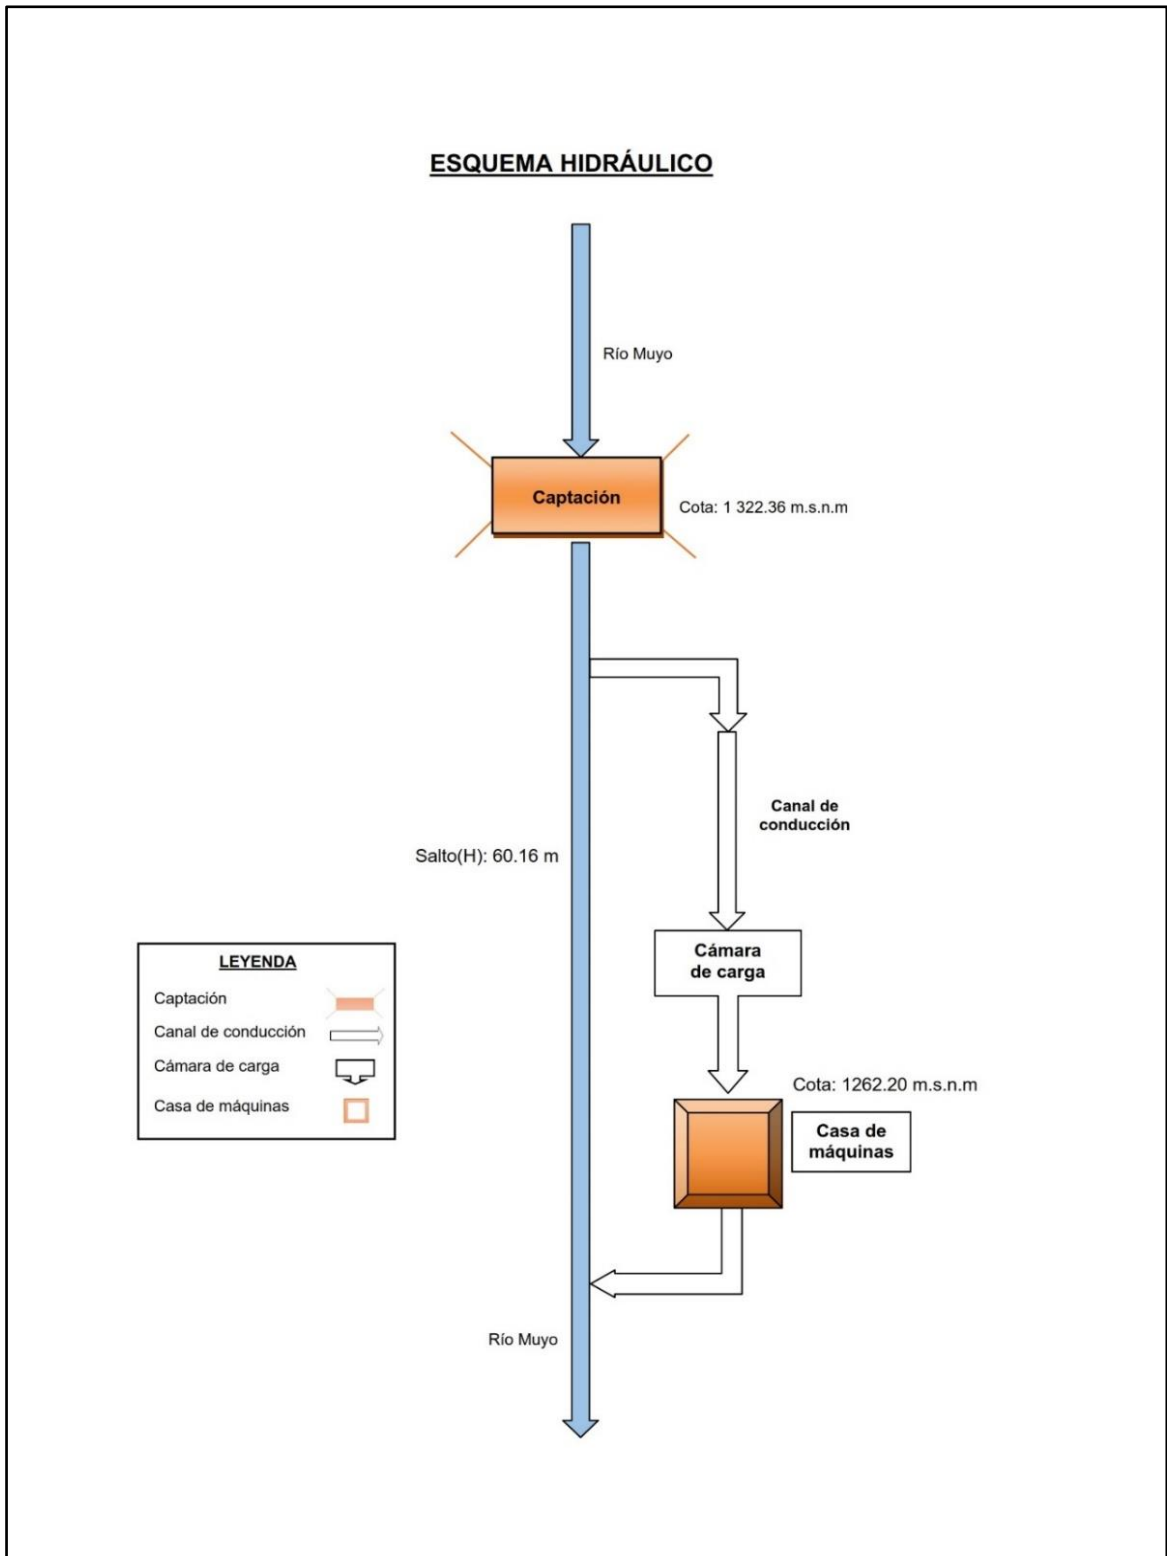 ESQUEMA HIDRÁULICO
Río Muyo
Captación
Cota: 1 322.36 m.s.n.m
Canal de
conducción
Salto(H): 60.16 m
Cámara
de carga
LEYENDA
Captación
Canal de conducción
Cámara de carga
Casa de máquinas
Cota: 1262.20 m.s.n.m
Casa de
máquinas
Río Muyo